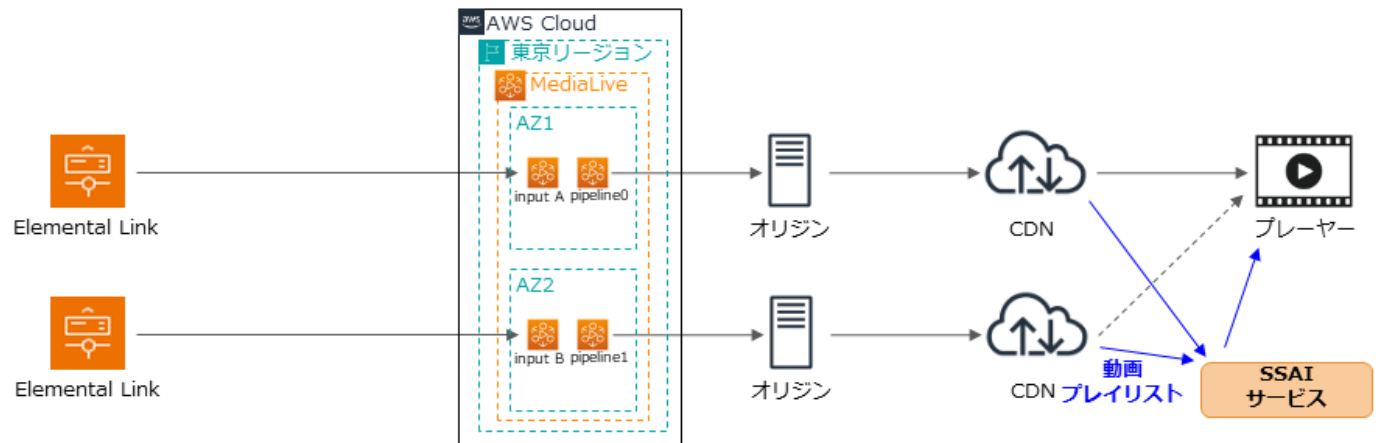 aws
AWS Cloud
東京リージョン
MediaLive
AZ1
input A
pipeline0
Elemental Link
オリジン
CDN
プレーヤー
AZ2
input B
pipeline1
Elemental Link
オリジン
CDN
動画
プレイリスト
SSAI
サービス